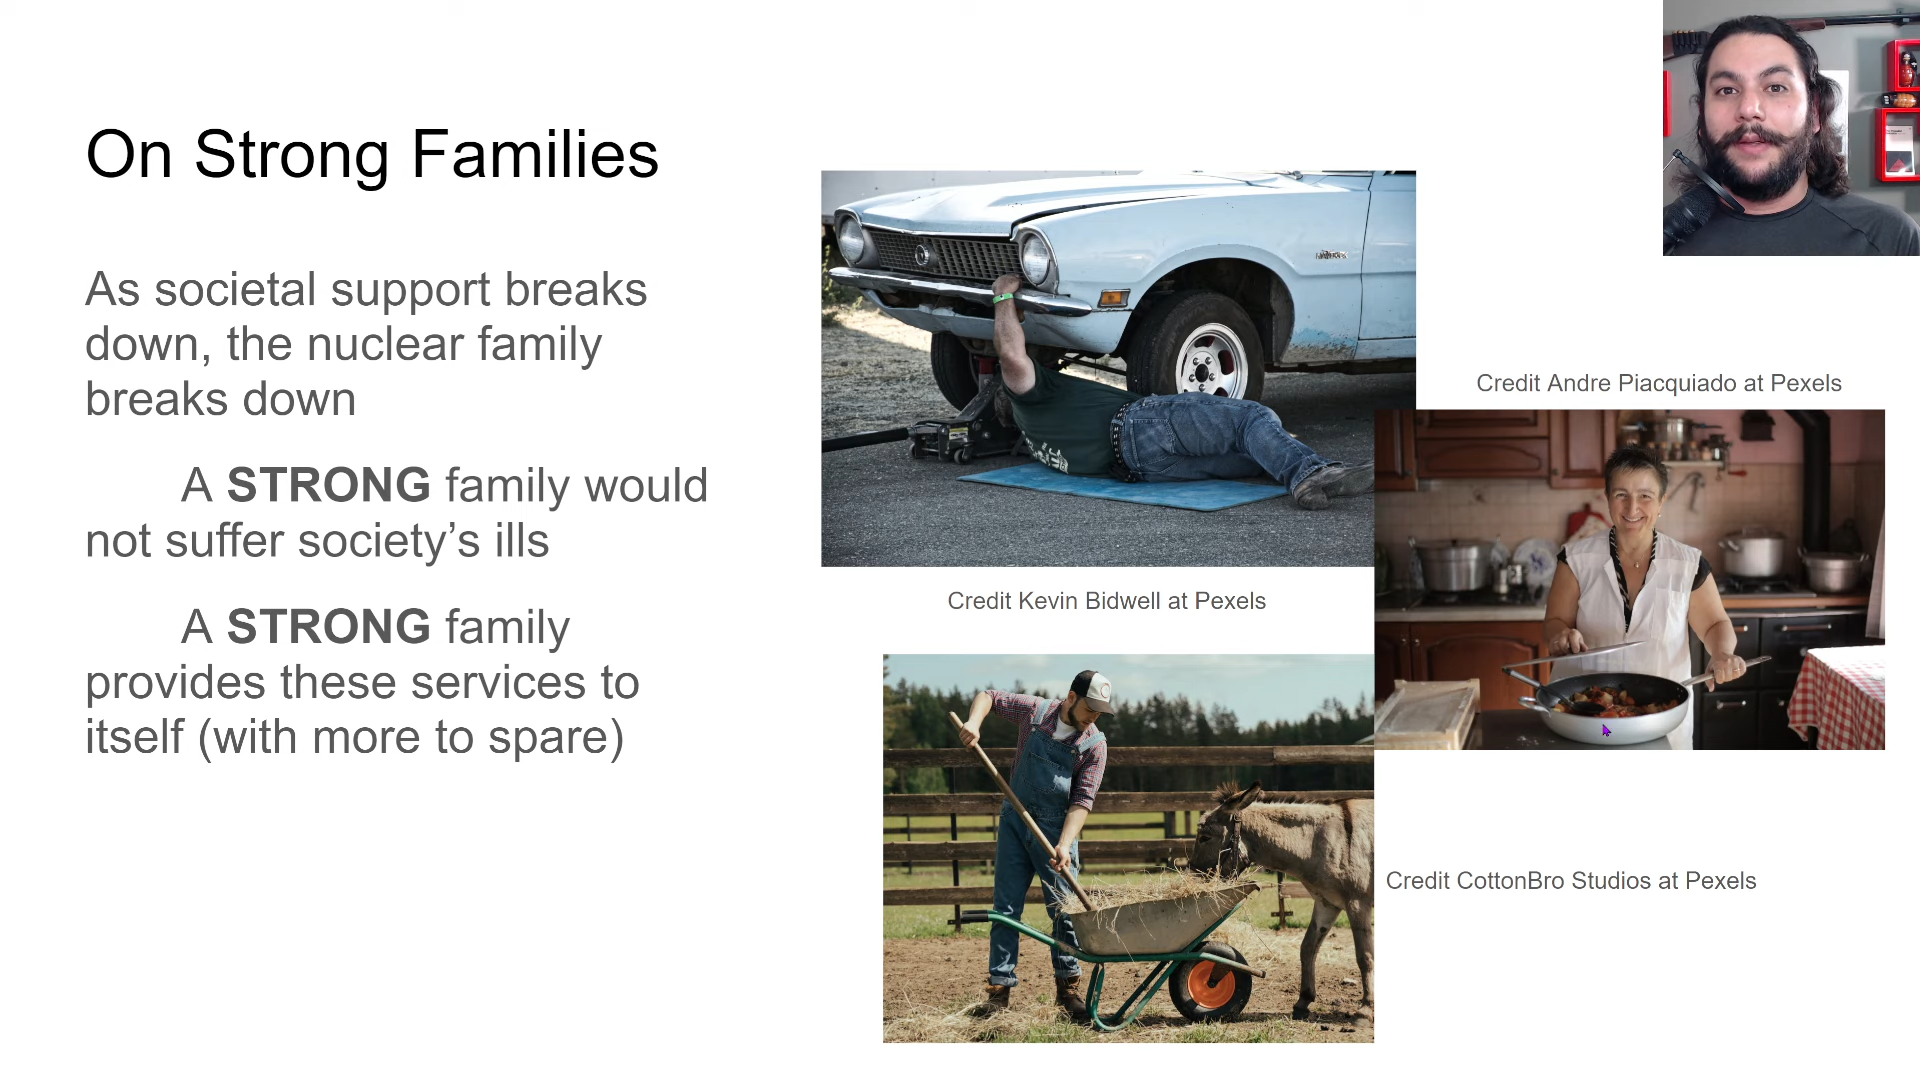 On Strong Families
As societal support breaks
down, the nuclear family
breaks down
A STRONG family would
not suffer society’s ills
A STRONG family
provides these services to
itself (with more to spare)
Credit Andre Piacquiado at Pexels
Credit Kevin Bidwell at Pexels
Credit CottonBro Studios at Pexels